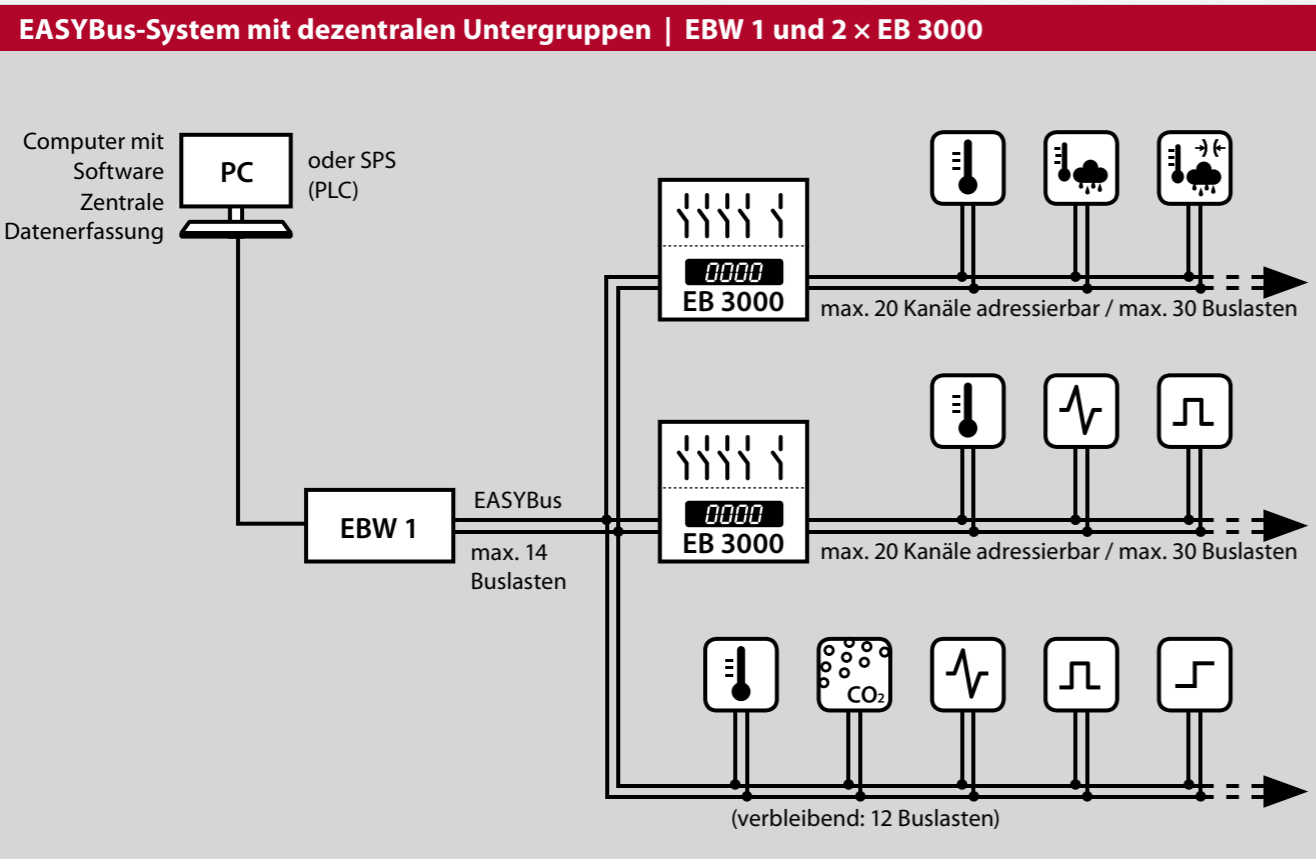 EASYBus-System mit dezentralen Untergruppen | EBW 1 und 2 × EB 3000
Computer mit
Software
Zentrale
Datenerfassung
PC
oder SPS
(PLC)
0000
EB 3000
max. 20 Kanäle adressierbar / max. 30 Buslasten
EBW 1
EASYBus
max. 14
Buslasten
0000
EB 3000
max. 20 Kanäle adressierbar / max. 30 Buslasten
CO₂
(verbleibend: 12 Buslasten)